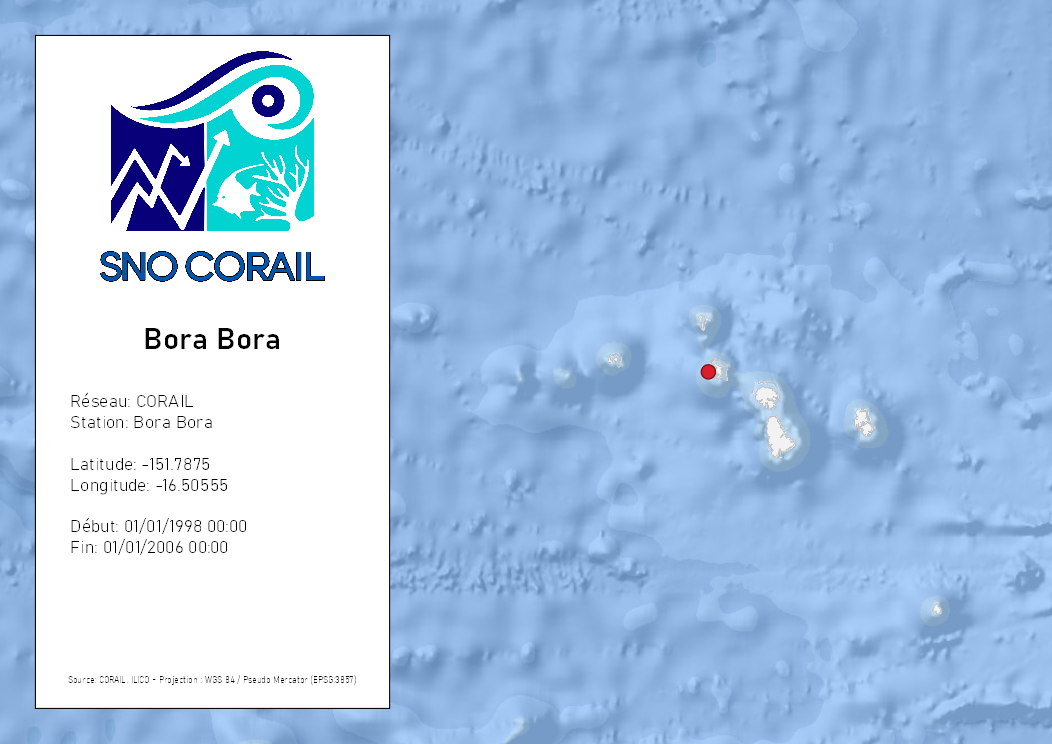 SNO CORAIL
Bora Bora
Réseau: CORAIL
Station: Bora Bora
Latitude: -151.7875
Longitude: -16.50555
Début: 01/01/1998 00:00
Fin: 01/01/2006 00:00
Source: CORAIL. ILICO - Projection : WGS 84 / Pseudo Mercator (EPSG:3857)